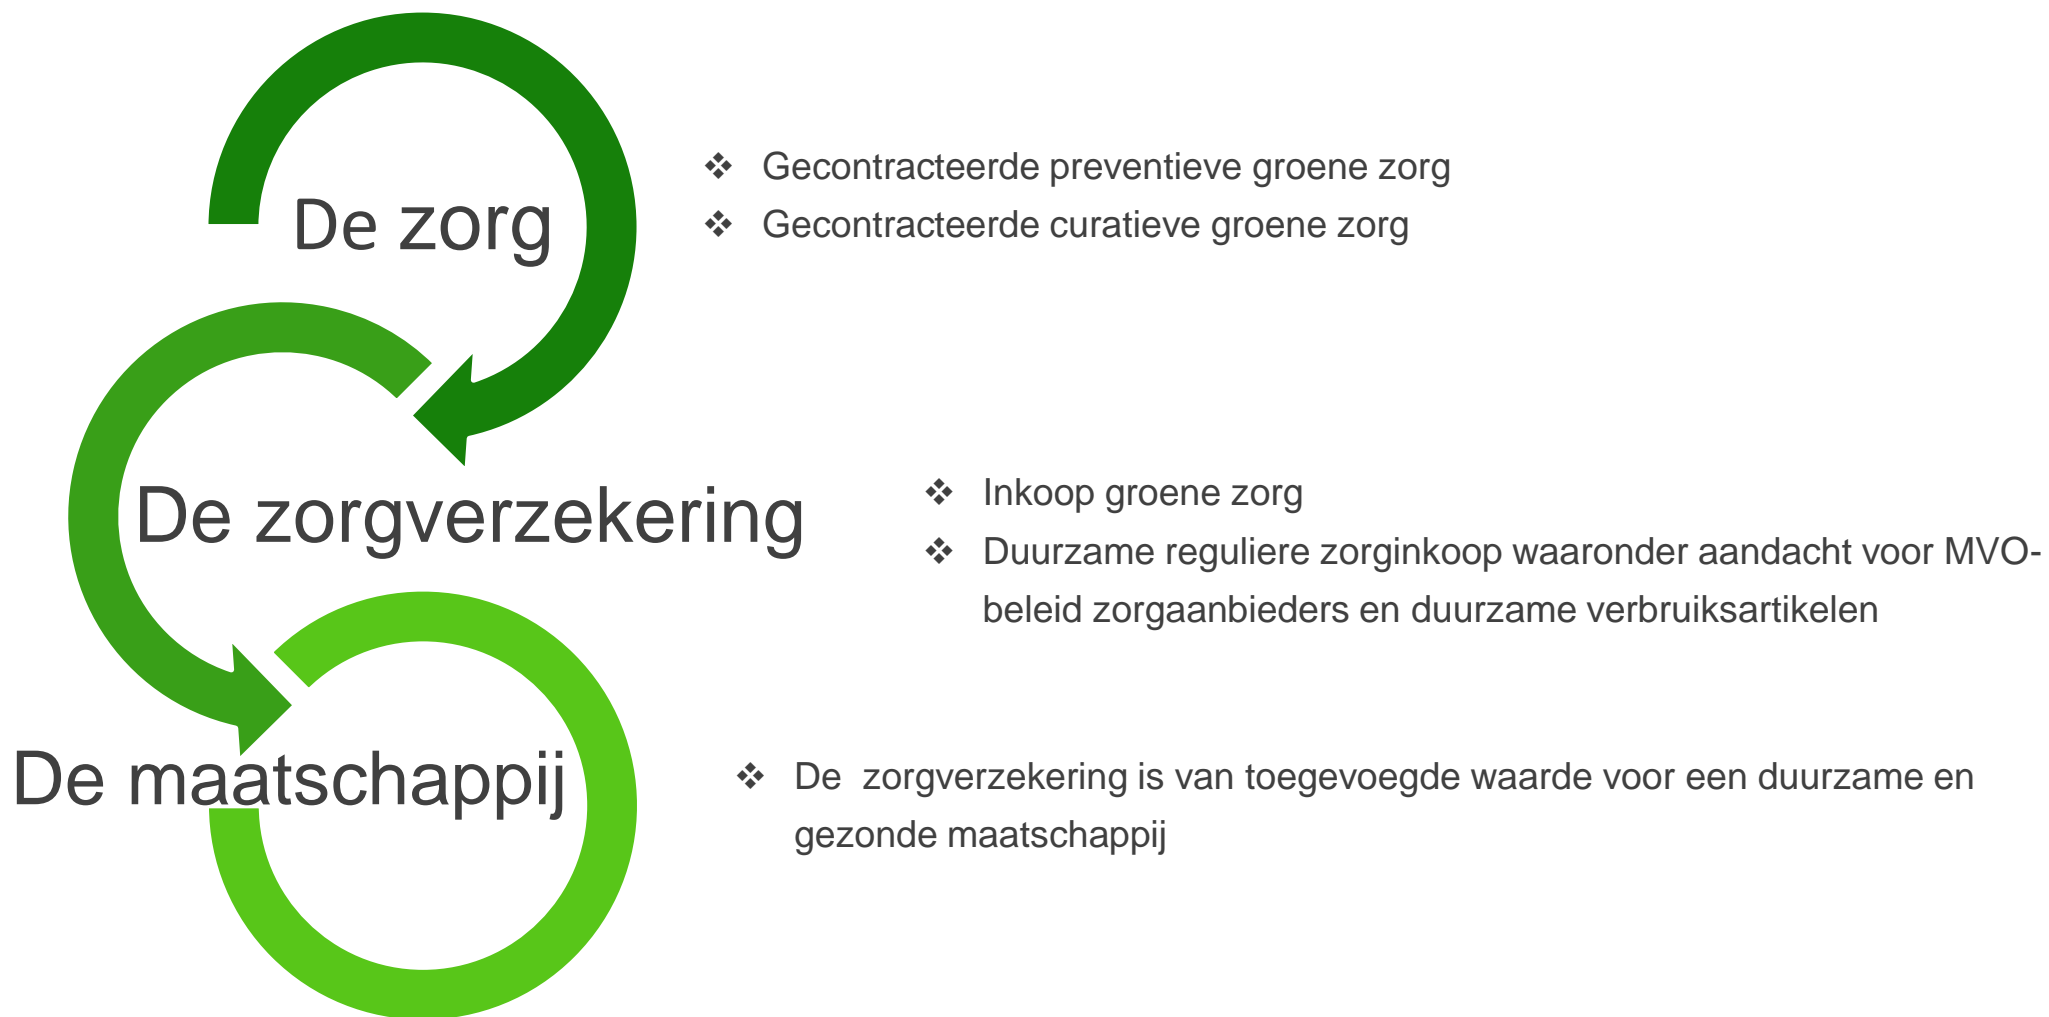 De zorg
❖ Gecontracteerde preventieve groene zorg
❖ Gecontracteerde curatieve groene zorg
De zorgverzekering
❖ Inkoop groene zorg
❖ Duurzame reguliere zorginkoop waaronder aandacht voor MVO-
beleid zorgaanbieders en duurzame verbruiksartikelen
De maatschappij
❖ De  zorgverzekering is van toegevoegde waarde voor een duurzame en
gezonde maatschappij